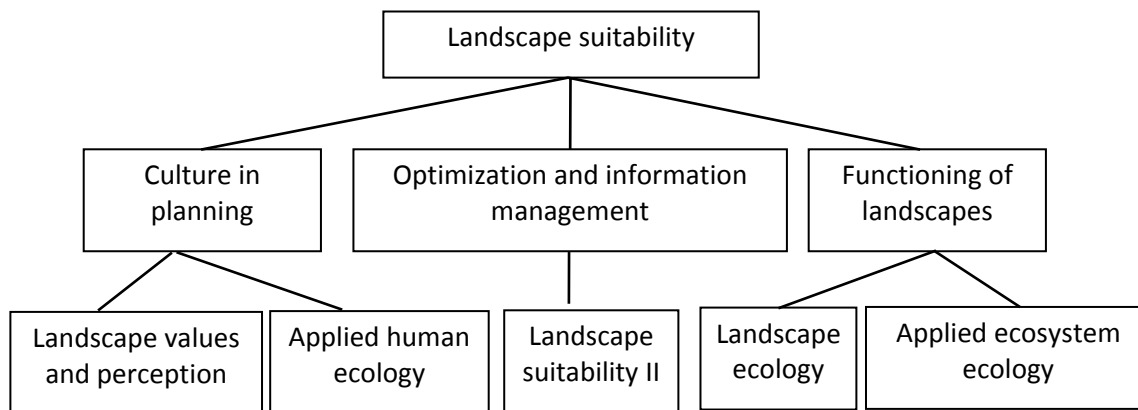 Landscape suitability
Culture in
planning
Optimization and information
management
Functioning of
landscapes
Landscape values
and perception
Applied human
ecology
Landscape
suitability II
Landscape
ecology
Applied ecosystem
ecology